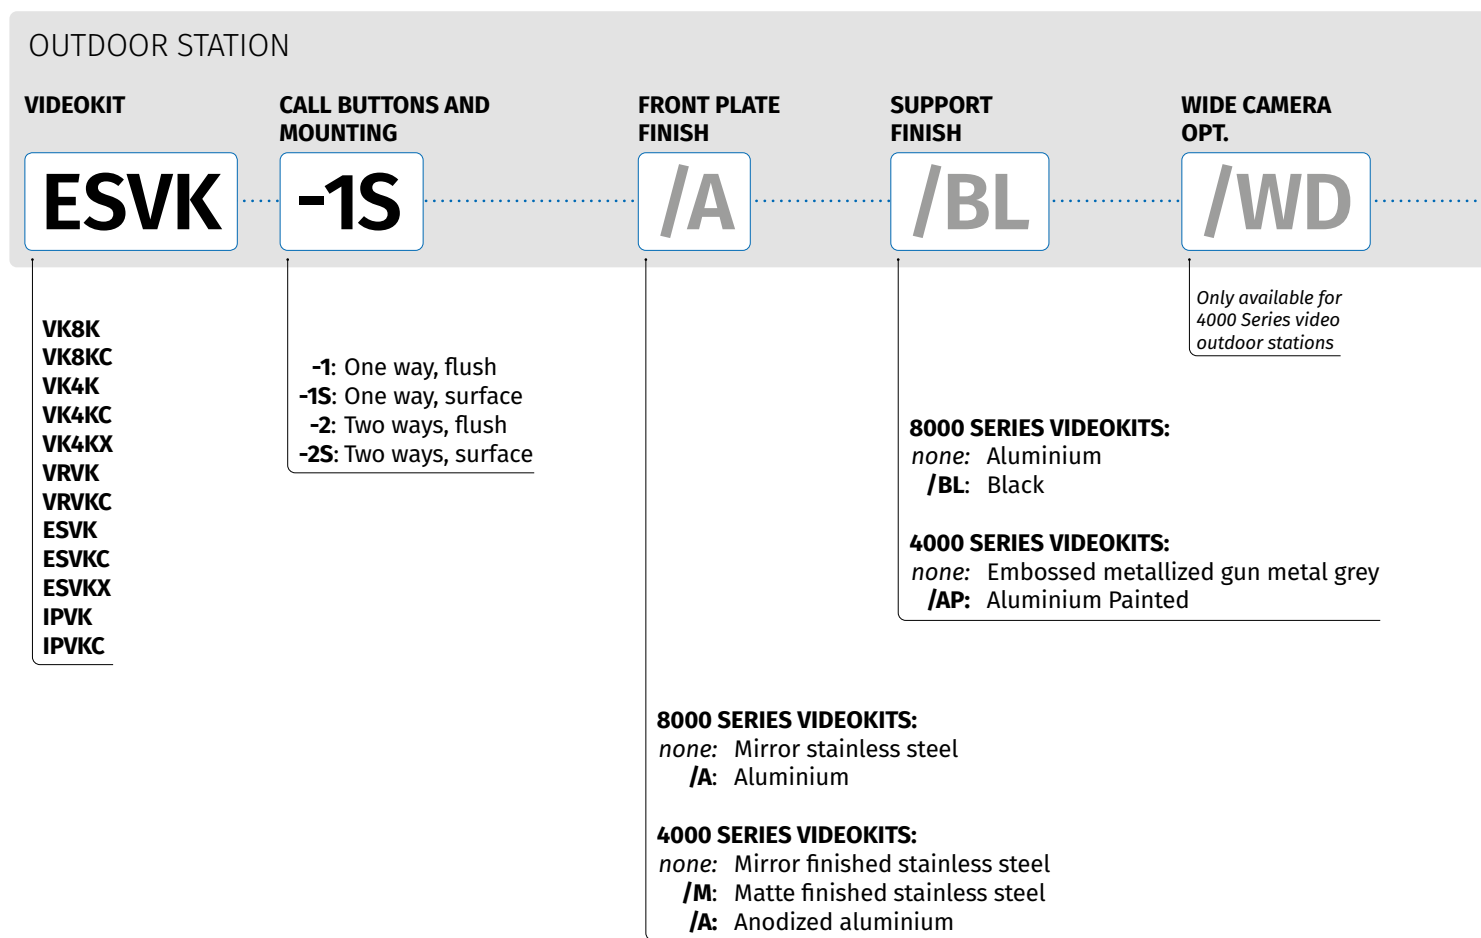 OUTDOOR STATION
VIDEOKIT
CALL BUTTONS AND
MOUNTING
FRONT PLATE
FINISH
SUPPORT
FINISH
WIDE CAMERA
OPT.
ESVK
-1S
/A
/BL
/WD
VK8K
VK8KC
VK4K
VK4KC
VK4KX
VRVK
VRVKC
ESVK
ESVKC
ESVKX
IPVK
IPVKC
-1: One way, flush
-1S: One way, surface
-2: Two ways, flush
-2S: Two ways, surface
Only available for
4000 Series video
outdoor stations
8000 SERIES VIDEOKITS:
none: Aluminium
/BL: Black
4000 SERIES VIDEOKITS:
none: Embossed metallized gun metal grey
/AP: Aluminium Painted
8000 SERIES VIDEOKITS:
none: Mirror stainless steel
/A: Aluminium
4000 SERIES VIDEOKITS:
none: Mirror finished stainless steel
/M: Matte finished stainless steel
/A: Anodized aluminium